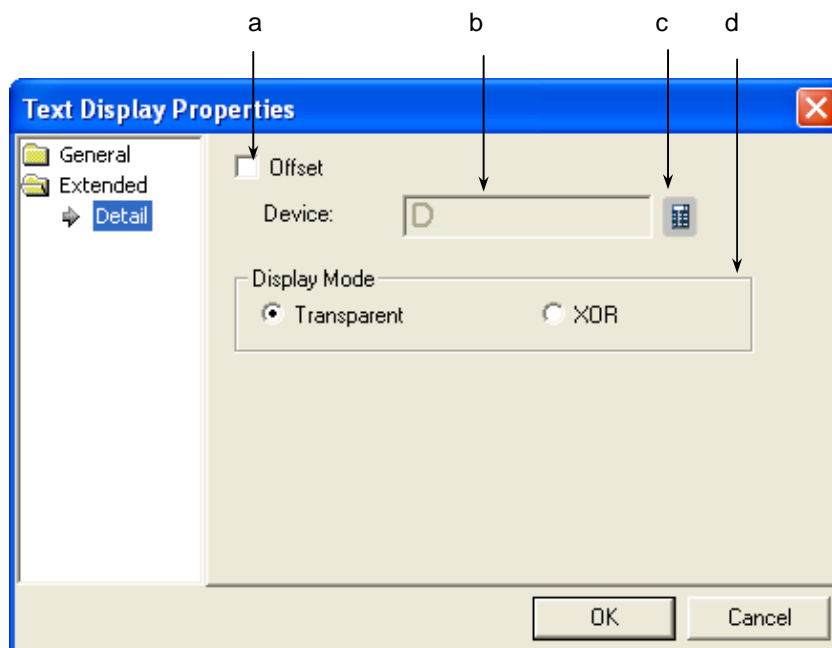 a b c d
Text Display Properties
General
Extended
Detail
Offset
Device: D
Display Mode
Transparent XOR
OK Cancel